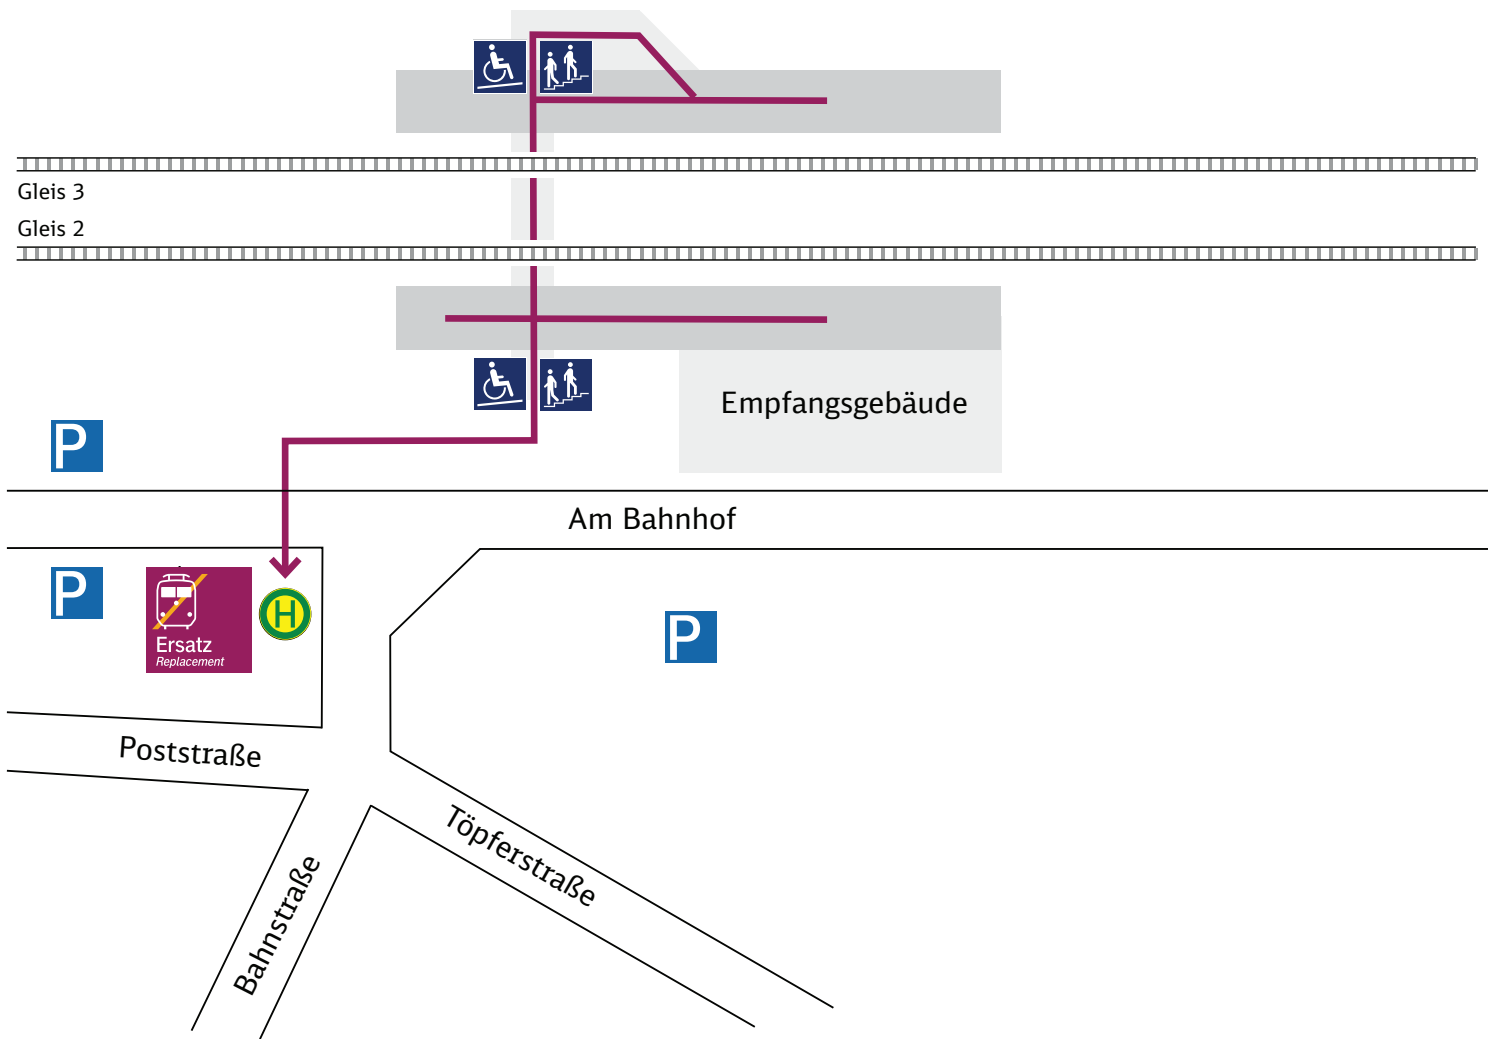 Gleis 3
Gleis 2
Empfangsgebäude
P
Am Bahnhof
P
H
Ersatz
Replacement
P
Poststraße
Töpferstraße
Bahnstraße